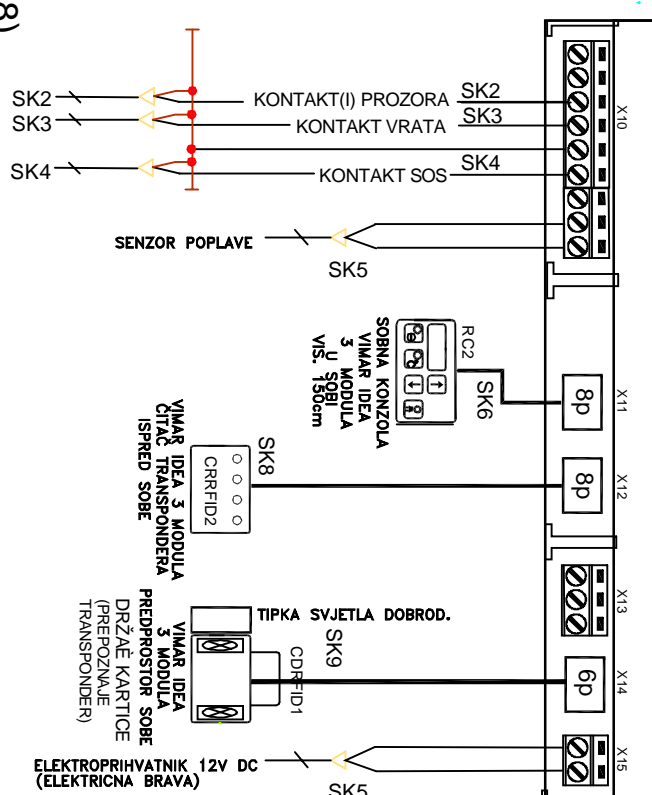 8)
SK2
KONTAKT(I) PROZORA
SK2
SK3
KONTAKT VRATA
SK3
SK4
KONTAKT SOS
SK4
X10
SENZOR POPLAVE
SK5
SOBNA KONZOLA
VIMAR IDEA
3 MODULA
U SOBI
VIS. 150cm
RC2
SK6
8p
X11
VIMAR IDEA 3 MODULA
ČITAČ TRANSPONDERA
ISPRED SOBE
CRRFID2
SK8
8p
X12
X13
TIPKA SVJETLA DOBROD.
VIMAR IDEA
3 MODULA
PREDPROSTOR SOBE
DRŽAĖ KARTICE
(PREPOZNAJE
TRANSPONDER)
CDRFID1
SK9
6p
X14
ELEKTROPRIHVATNIK 12V DC
(ELEKTRICNA BRAVA)
SK5
X15